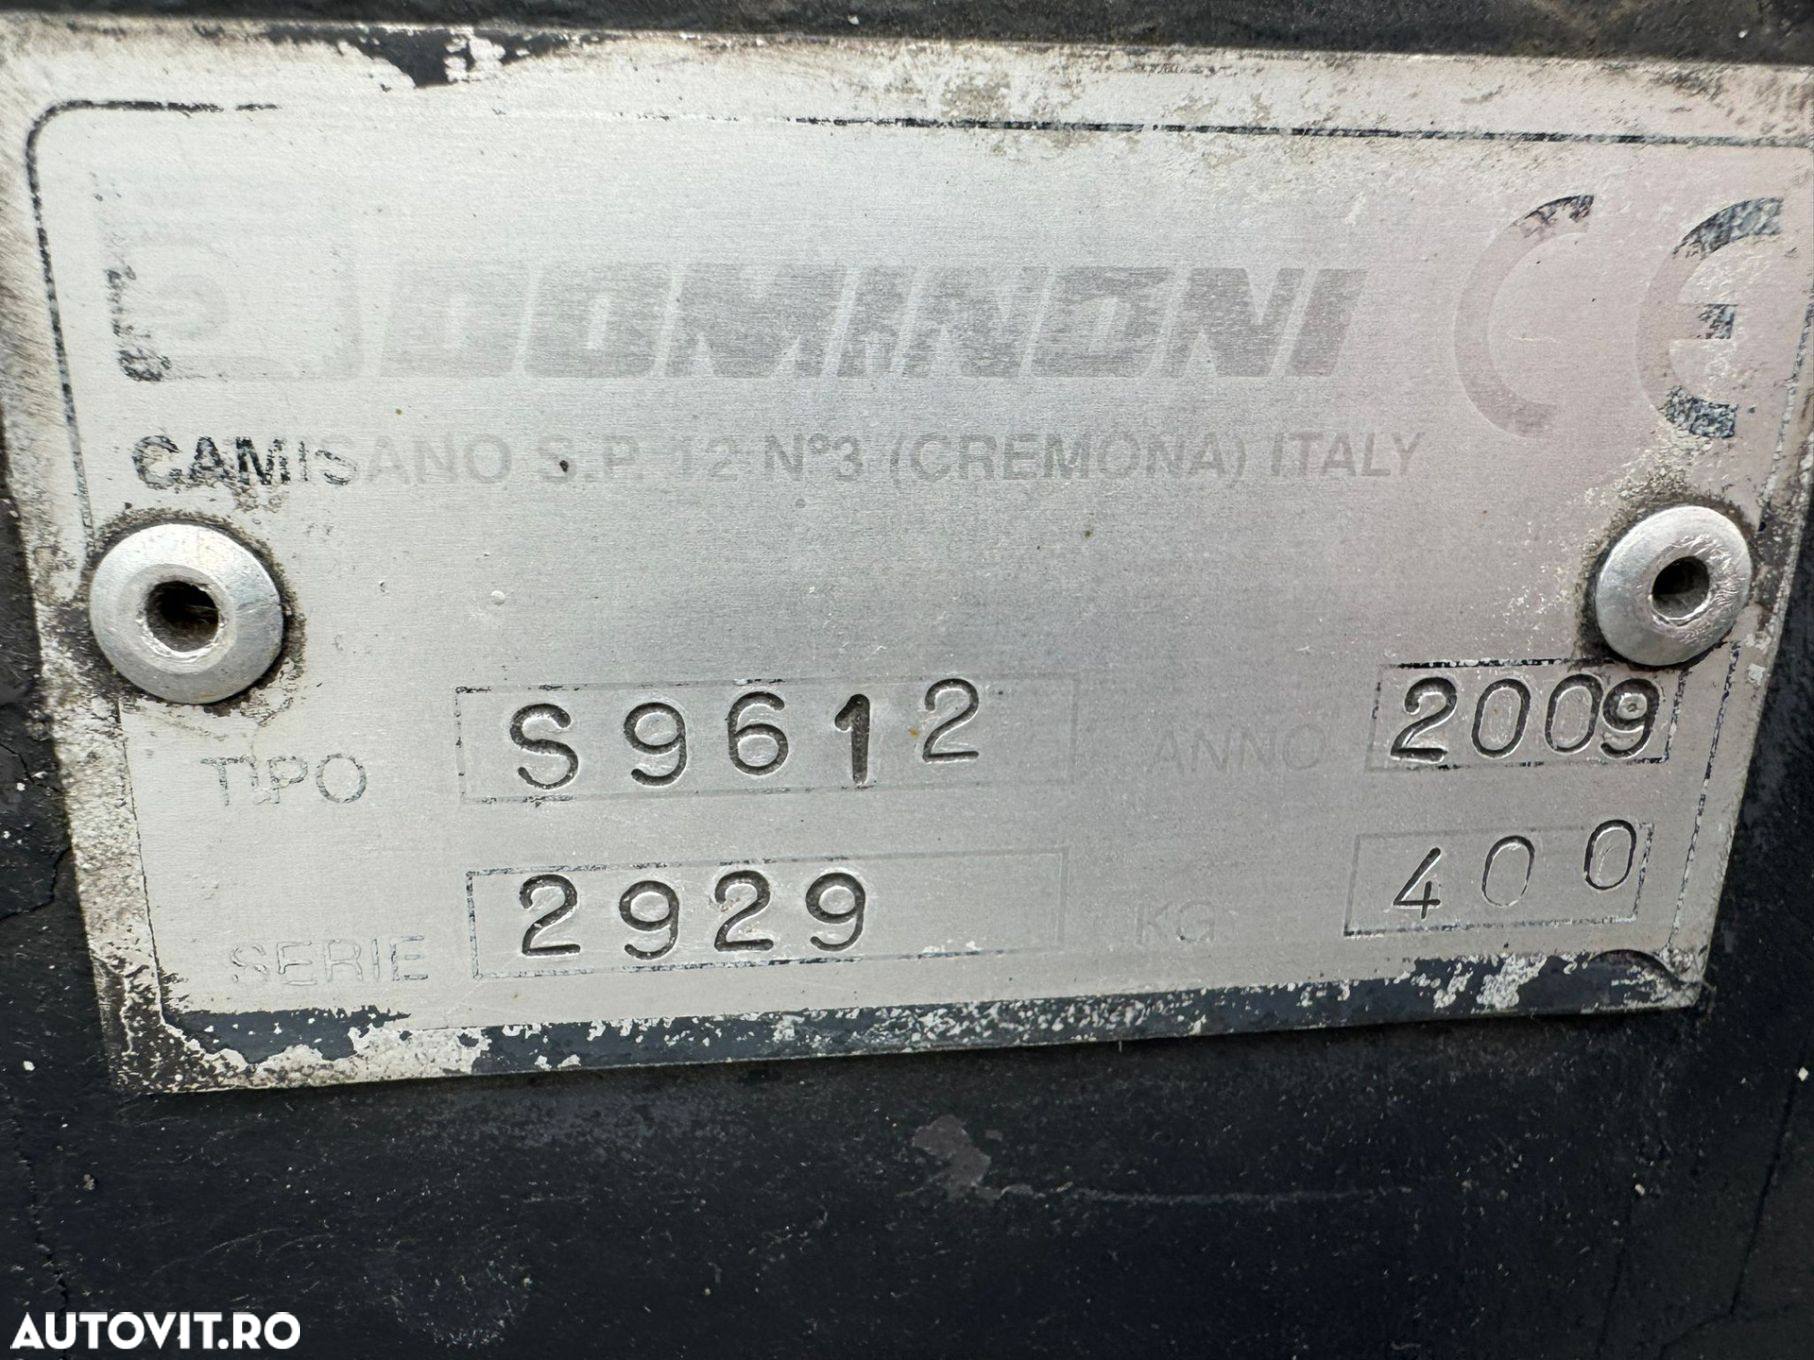 DOMINONI CE
CAMISANO S.P. 12 N°3 (CREMONA) ITALY
TIPO S9612 ANNO 2009
SERIE 2929 KG. 400
AUTOVIT.RO